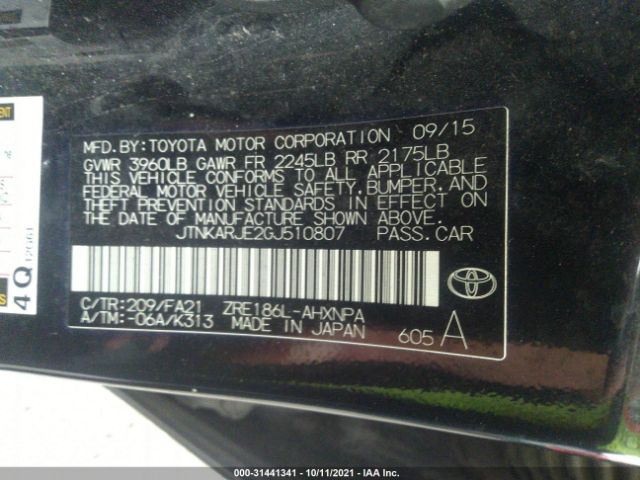 MFD.BY:TOYOTA MOTOR CORPORATION 09/15
GVWR 3960LB GAWR FR 2245LB RR 2175LB
THIS VEHICLE CONFORMS TO ALL APPLICABLE
FEDERAL MOTOR VEHICLE SAFETY, BUMPER, AND
THEFT PREVENTION STANDARDS IN EFFECT ON
THE DATE OF MANUFACTURE SHOWN ABOVE.
JTNKARJE2GJ510807 PASS.CAR
C/TR:209/FA21 ZRE186L-AHXNPA
A/TM:-06A/K313 MADE IN JAPAN 605 A
4Q
000-31441341 - 10/11/2021 - IAA Inc.